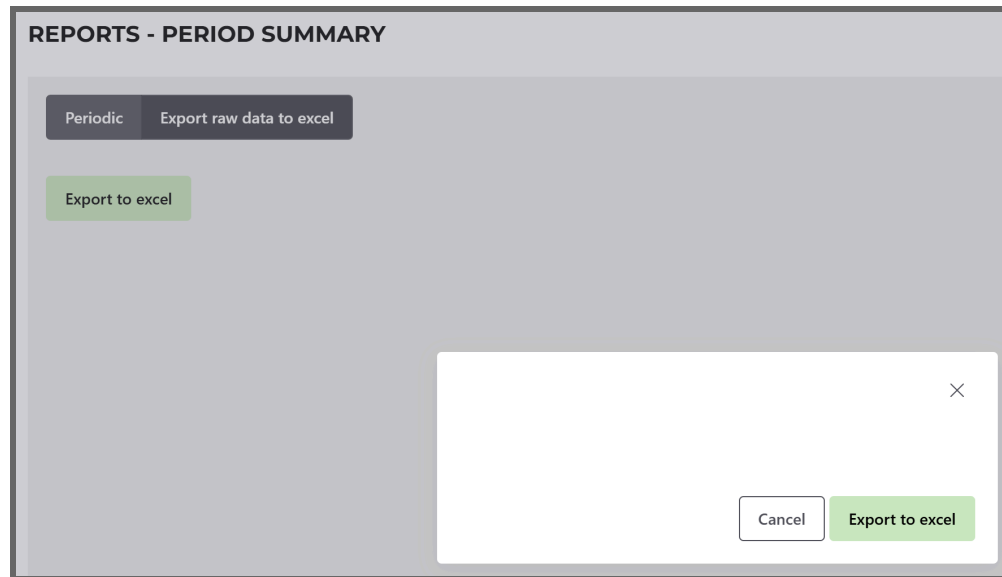 REPORTS - PERIOD SUMMARY
Periodic Export raw data to excel
Export to excel
Cancel Export to excel